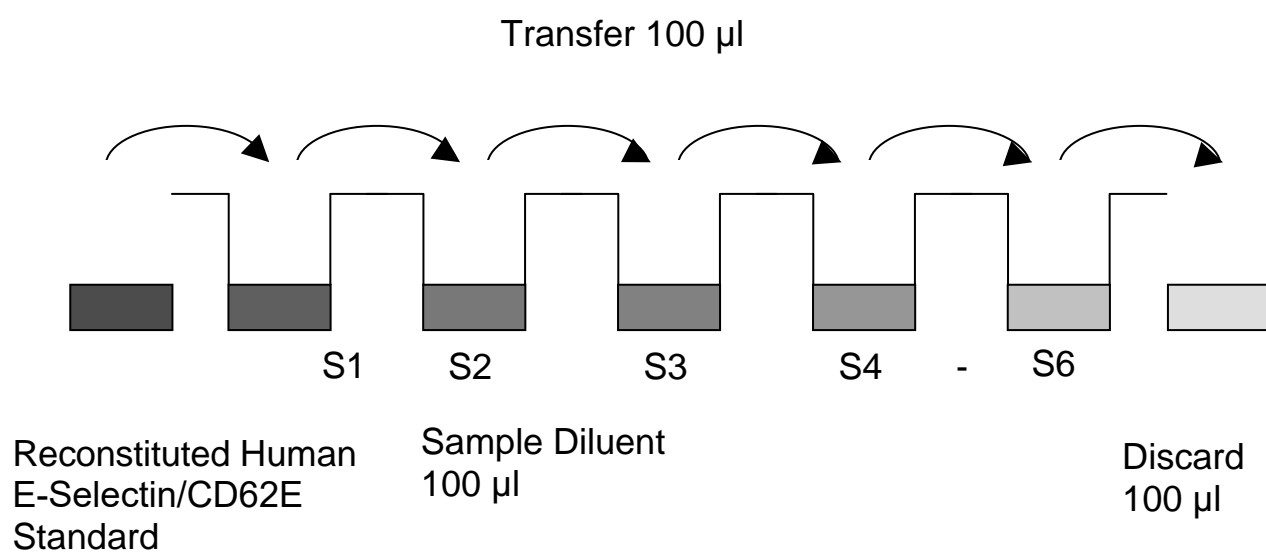 Transfer 100 µl
S1 S2 S3 S4 - S6
Reconstituted Human
E-Selectin/CD62E
Standard
Sample Diluent
100 µl
Discard
100 µl